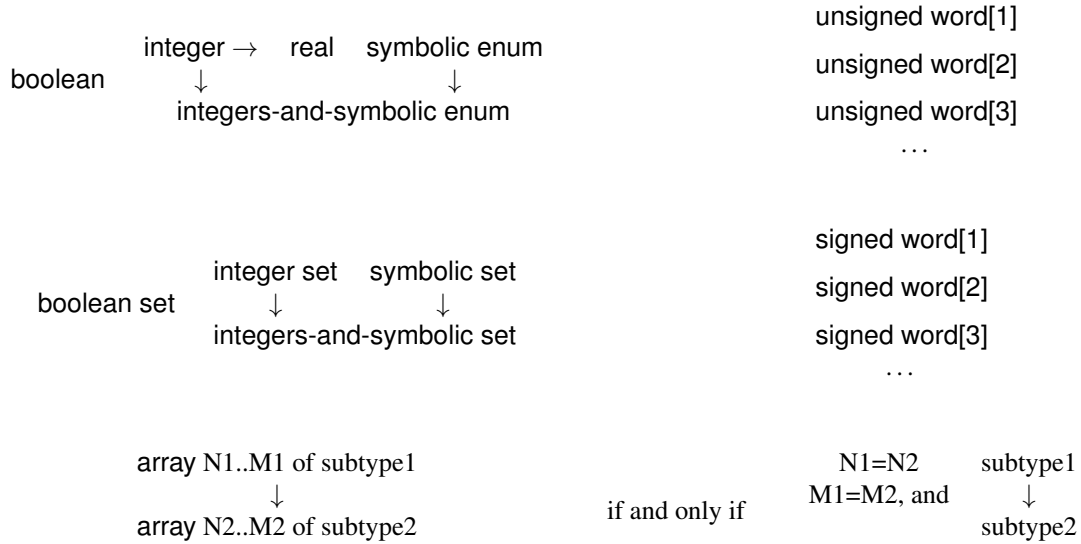 unsigned word[1]
integer → real symbolic enum
boolean ↓ ↓ unsigned word[2]
integers-and-symbolic enum unsigned word[3]
...
signed word[1]
integer set symbolic set
signed word[2]
boolean set ↓ ↓
integers-and-symbolic set signed word[3]
...
array N1..M1 of subtype1 N1=N2 subtype1
↓ if and only if M1=M2, and ↓
array N2..M2 of subtype2 subtype2